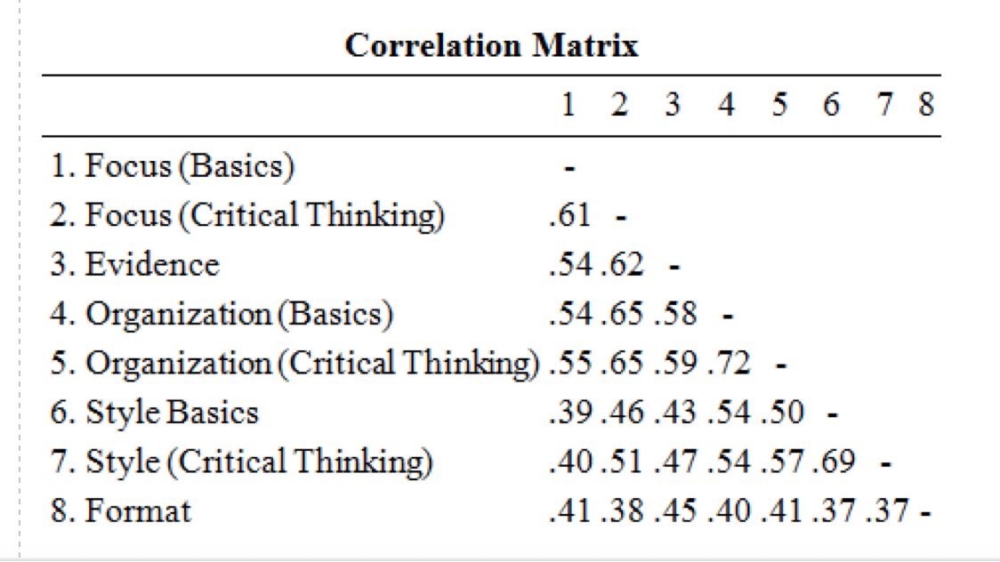 Correlation Matrix
1 2 3 4 5 6 7 8
1. Focus (Basics) -
2. Focus (Critical Thinking) .61 -
3. Evidence .54 .62 -
4. Organization (Basics) .54 .65 .58 -
5. Organization (Critical Thinking) .55 .65 .59 .72 -
6. Style Basics .39 .46 .43 .54 .50 -
7. Style (Critical Thinking) .40 .51 .47 .54 .57 .69 -
8. Format .41 .38 .45 .40 .41 .37 .37 -